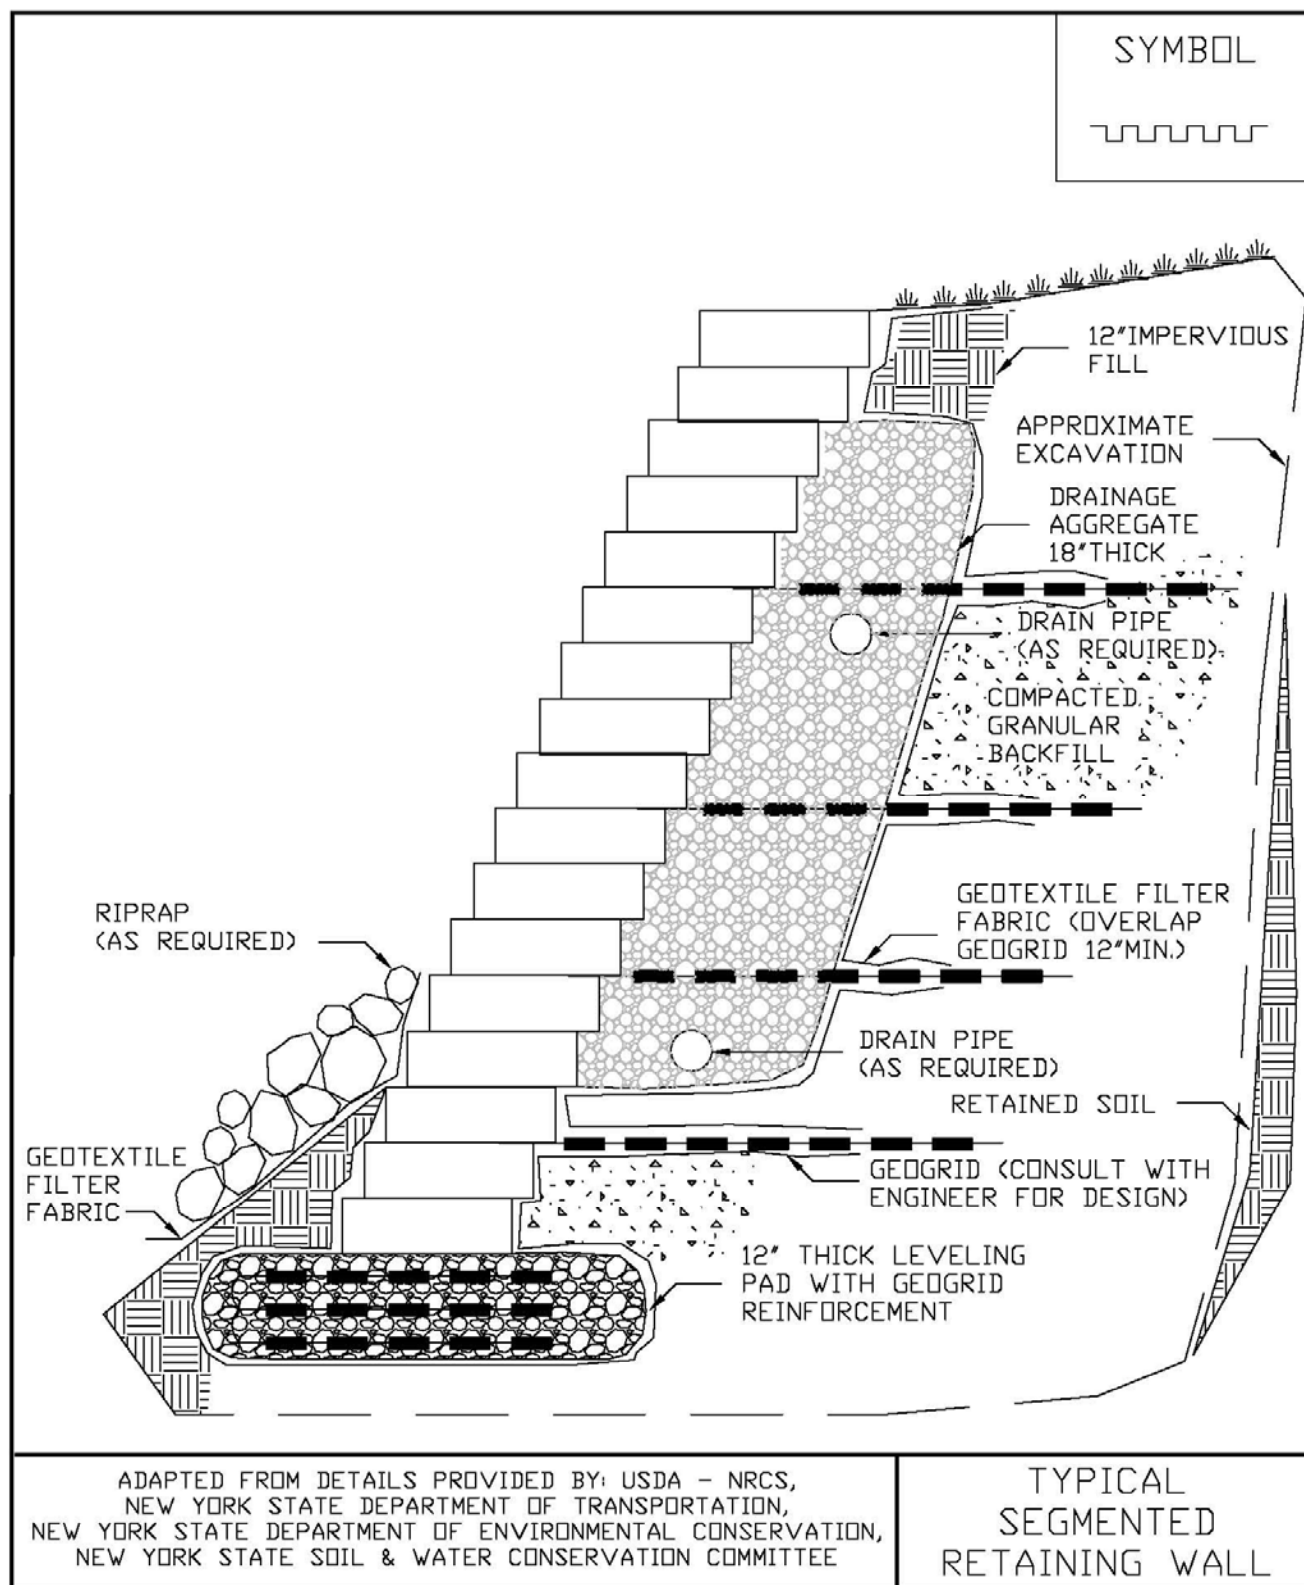 SYMBOL
12"IMPERVIOUS
FILL
APPROXIMATE
EXCAVATION
DRAINAGE
AGGREGATE
18"THICK
DRAIN PIPE
(AS REQUIRED)
COMPACTED
GRANULAR
BACKFILL
GEOTEXTILE FILTER
FABRIC (OVERLAP
GEOGRID 12"MIN.)
RIPRAP
(AS REQUIRED)
DRAIN PIPE
(AS REQUIRED)
RETAINED SOIL
GEOTEXTILE
FILTER
FABRIC
GEOGRID (CONSULT WITH
ENGINEER FOR DESIGN)
12" THICK LEVELING
PAD WITH GEOGRID
REINFORCEMENT
ADAPTED FROM DETAILS PROVIDED BY: USDA - NRCS,
NEW YORK STATE DEPARTMENT OF TRANSPORTATION,
NEW YORK STATE DEPARTMENT OF ENVIRONMENTAL CONSERVATION,
NEW YORK STATE SOIL & WATER CONSERVATION COMMITTEE
TYPICAL
SEGMENTED
RETAINING WALL